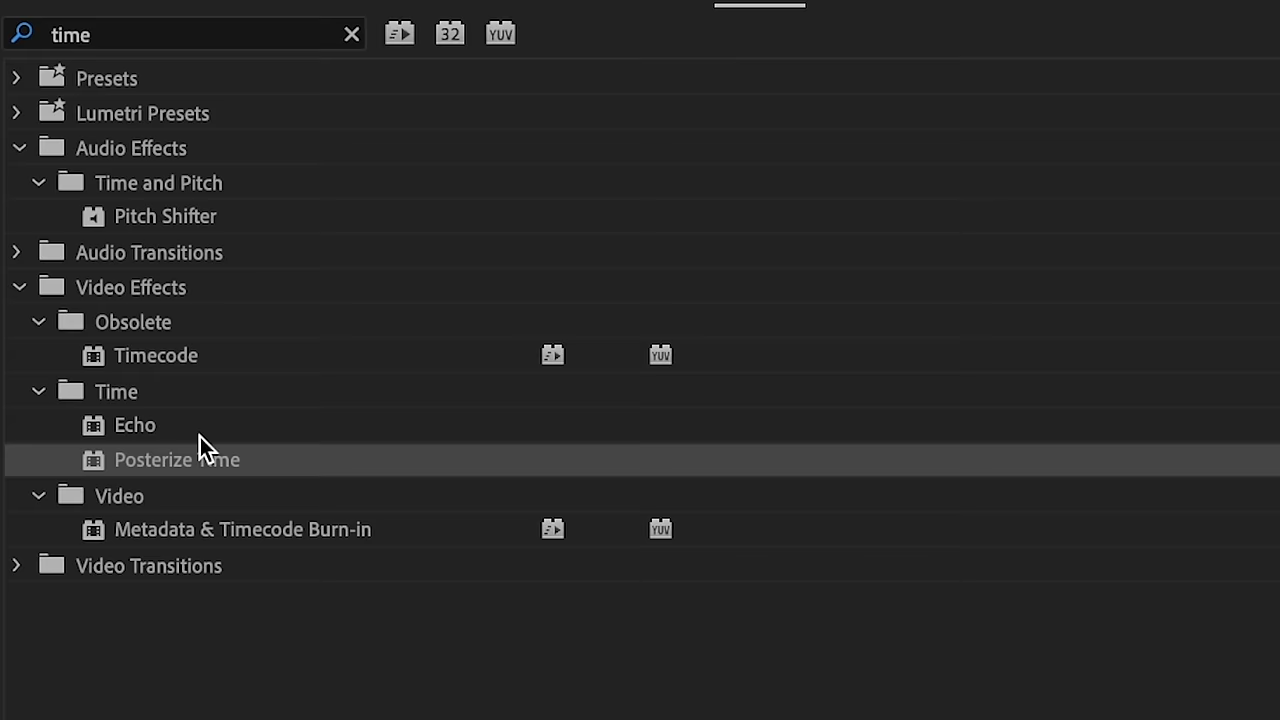 time
32
YUV
Presets
Lumetri Presets
Audio Effects
Time and Pitch
Pitch Shifter
Audio Transitions
Video Effects
Obsolete
Timecode YUV
Time
Echo
Posterize Time
Video
Metadata & Timecode Burn-in YUV
Video Transitions